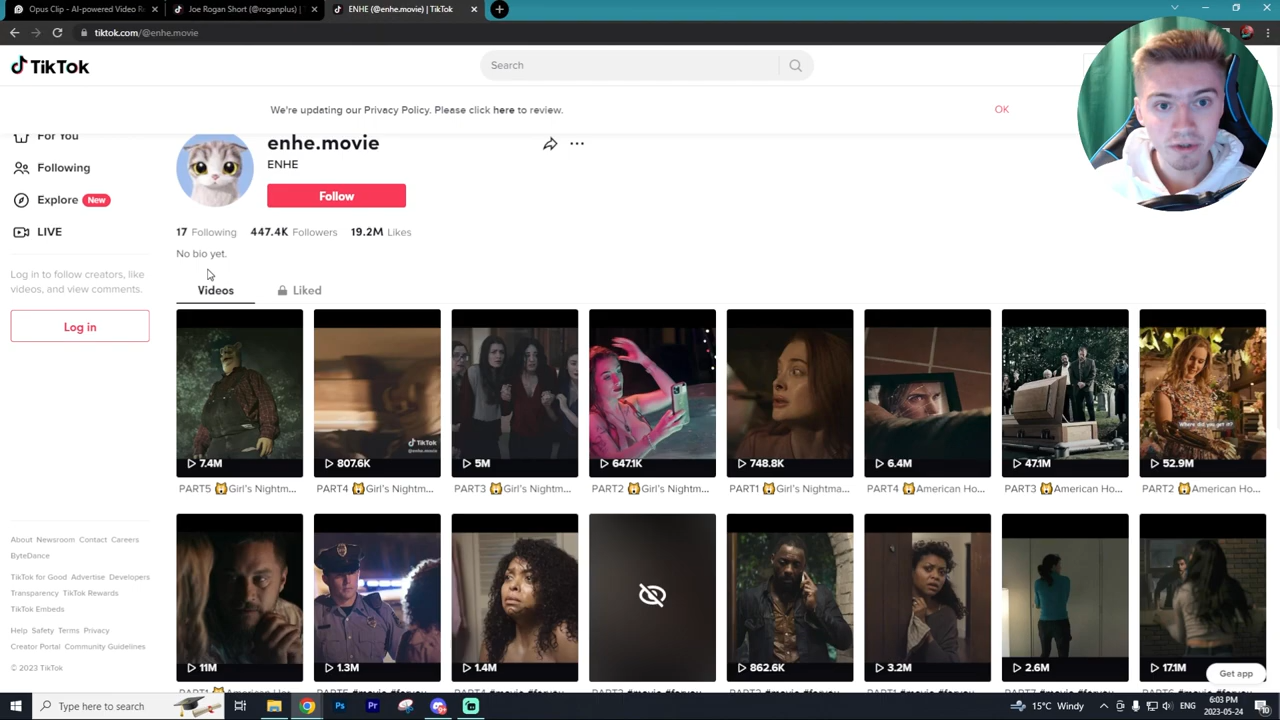 Opus Clip - AI-powered Video R
Joe Rogan Short (@roganplus) |
ENHE (@enhe.movie) | TikTok
tiktok.com/@enhe.movie
TikTok
Search
We're updating our Privacy Policy. Please click here to review.
OK
For You
Following
Explore New
LIVE
Log in to follow creators, like
videos, and view comments.
Log in
enhe.movie
ENHE
Follow
17 Following 447.4K Followers 19.2M Likes
No bio yet.
Videos Liked
7.4M
TikTok
@enhe.movie
807.6K
5M
647.1K
748.8K
6.4M
47.1M
Where did you get it?
52.9M
PART5 🐯Girl's Nightm...
PART4 🐯Girl's Nightm...
PART3 🐯Girl's Nightm...
PART2 🐯Girl's Nightm...
PART1 🐯Girl's Nightma...
PART4 🐯American Ho...
PART3 🐯American Ho...
PART2 🐯American Ho...
11M
1.3M
1.4M
862.6K
3.2M
2.6M
17.1M
Get app
About Newsroom Contact Careers
ByteDance
TikTok for Good Advertise Developers
Transparency TikTok Rewards
TikTok Embeds
Help Safety Terms Privacy
Creator Portal Community Guidelines
© 2023 TikTok
Type here to search
15°C Windy
6:03 PM
2023-05-24